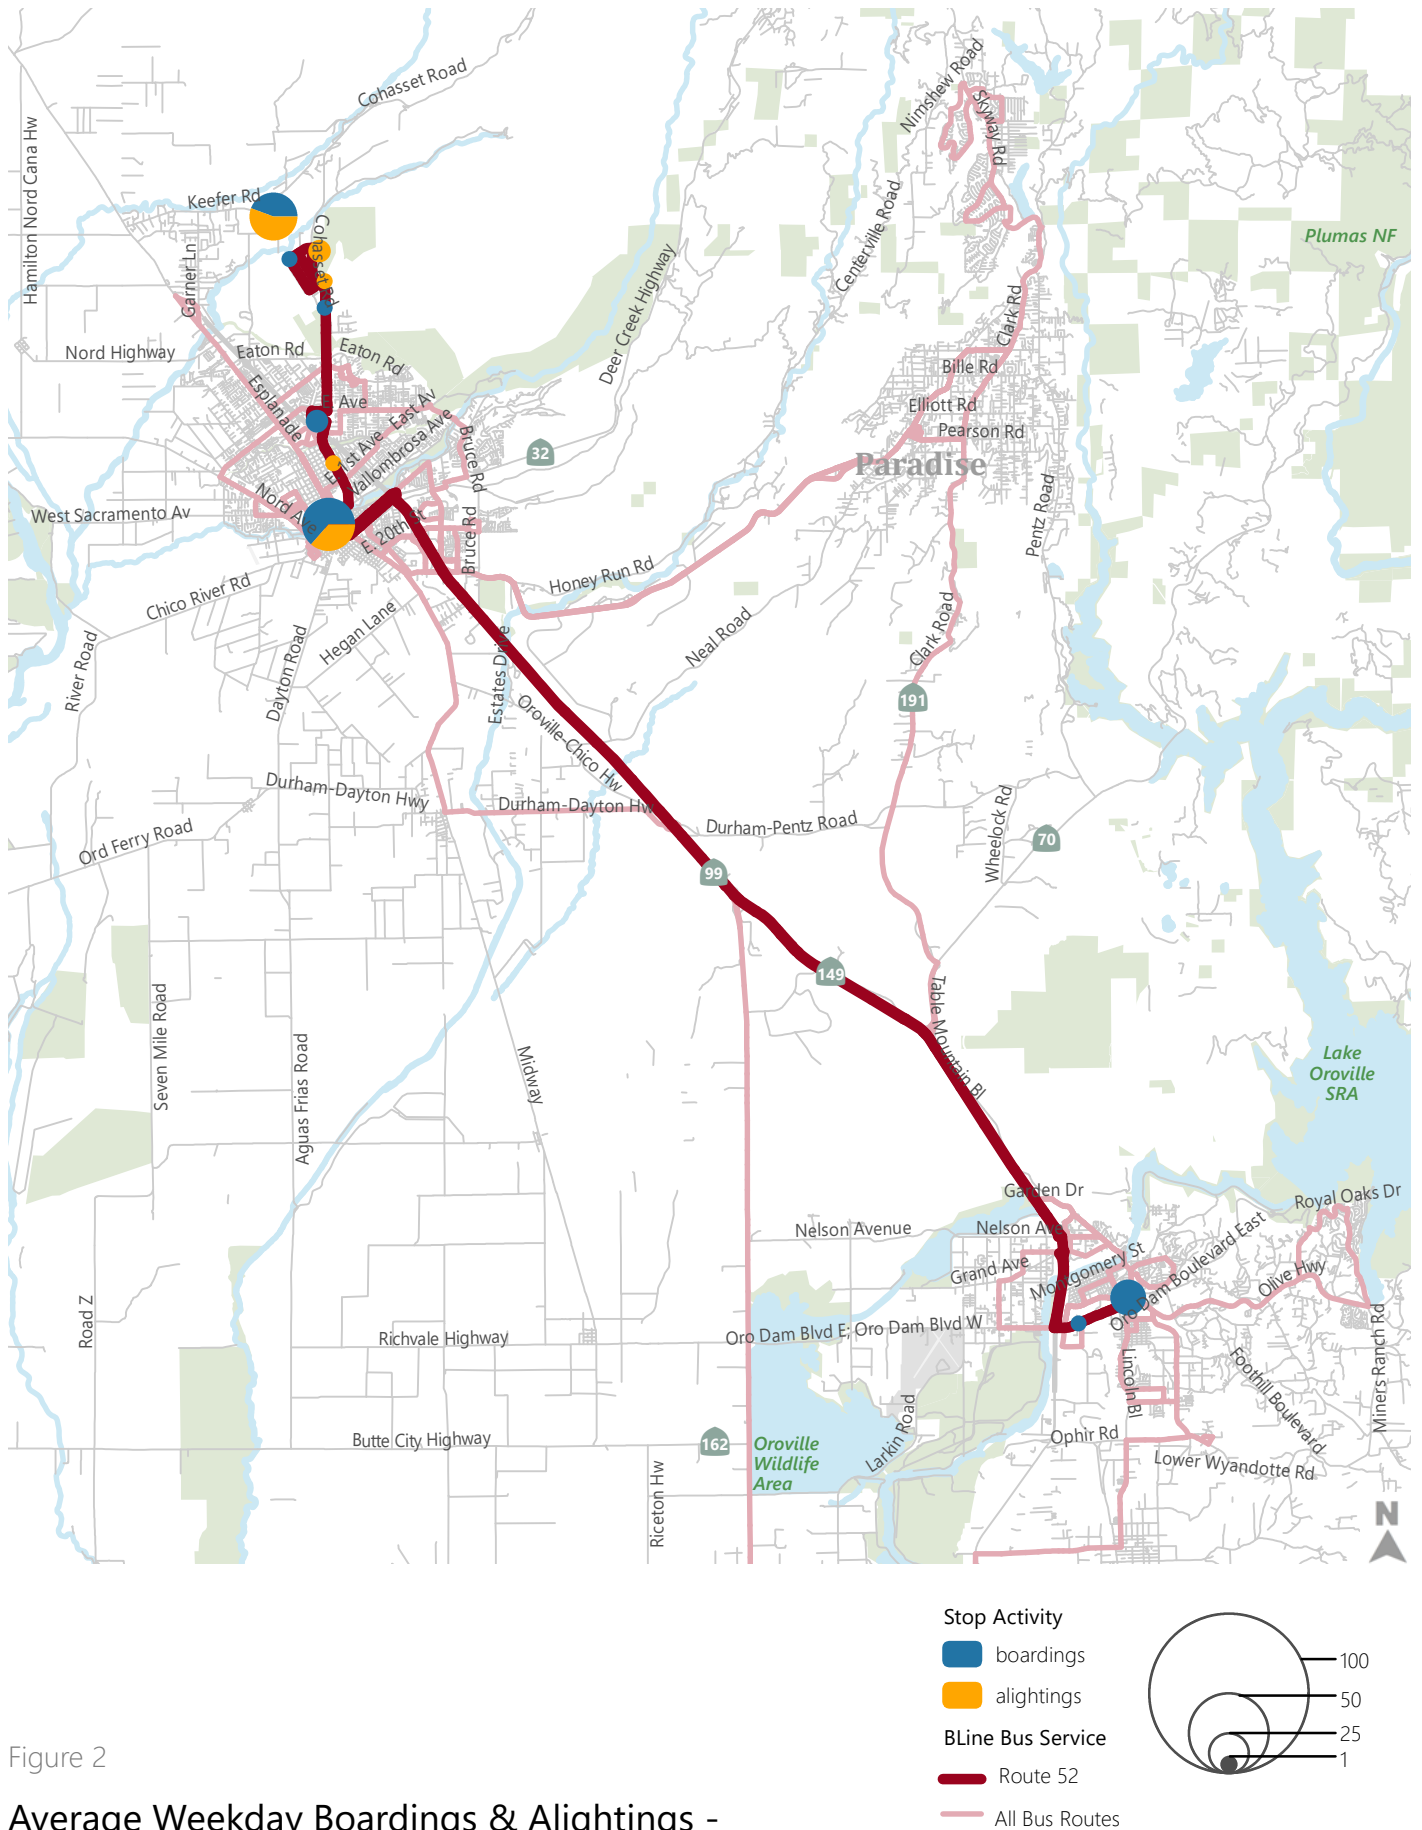 Cohasset Road
Nimshew Road
Skyway Rd
Hamilton Nord Cana Hw
Keefer Rd
Garner Ln
Cohasset Rd
Centerville Road
Plumas NF
Deer Creek Highway
Clark Rd
Nord Highway
Eaton Rd
Eaton Rd
Bille Rd
Esplanade
E. Ave
East Av
Elliott Rd
Pearson Rd
E. 1st Ave
Vallombrosa Ave
Bruce Rd
32
Paradise
Nord Ave
West Sacramento Av
E. 20th St
Bruce Rd
Pentz Road
Honey Run Rd
Chico River Rd
Hegan Lane
Neal Road
Clark Road
River Road
Dayton Road
Estates Drive
191
Oroville-Chico Hw
Durham-Dayton Hwy
Durham-Dayton Hw
Durham-Pentz Road
Wheelock Rd
70
Ord Ferry Road
99
149
Table Mountain Bl
Seven Mile Road
Aguas Frias Road
Midway
Lake
Oroville
SRA
Garden Dr
Royal Oaks Dr
Nelson Avenue
Nelson Ave
Grand Ave
Montgomery St
Oro Dam Boulevard East
Olive Hwy
Road Z
Richvale Highway
Oro Dam Blvd E; Oro Dam Blvd W
Lincoln Bl
Foothill Boulevard
Miners Ranch Rd
Butte City Highway
162
Oroville
Wildlife
Area
Larkin Road
Ophir Rd
Lower Wyandotte Rd
Riceton Hw
N
Stop Activity
boardings
alightings
BLine Bus Service
Route 52
All Bus Routes
100
50
25
1
Figure 2
Average Weekday Boardings & Alightings -